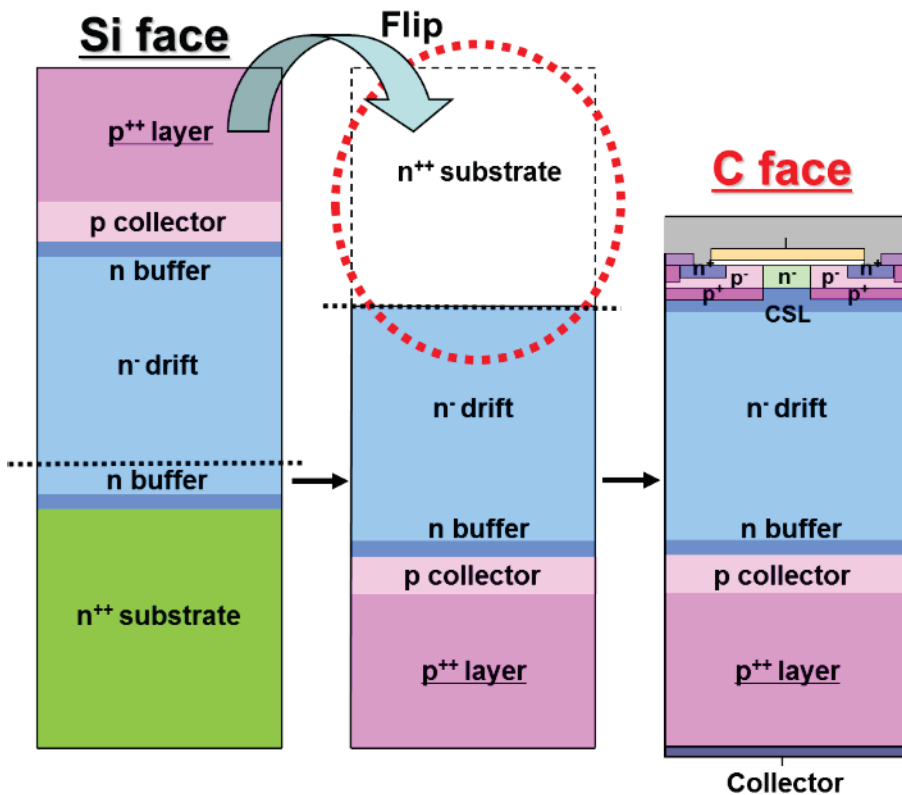 Si face
p⁺⁺ layer
p collector
n buffer
n⁻ drift
n buffer
n⁺⁺ substrate
Flip
n⁺⁺ substrate
n⁻ drift
n buffer
p collector
p⁺⁺ layer
C face
n⁺ p⁻ n⁻ p⁻ n⁺
p⁺ p⁺
CSL
n⁻ drift
n buffer
p collector
p⁺⁺ layer
Collector